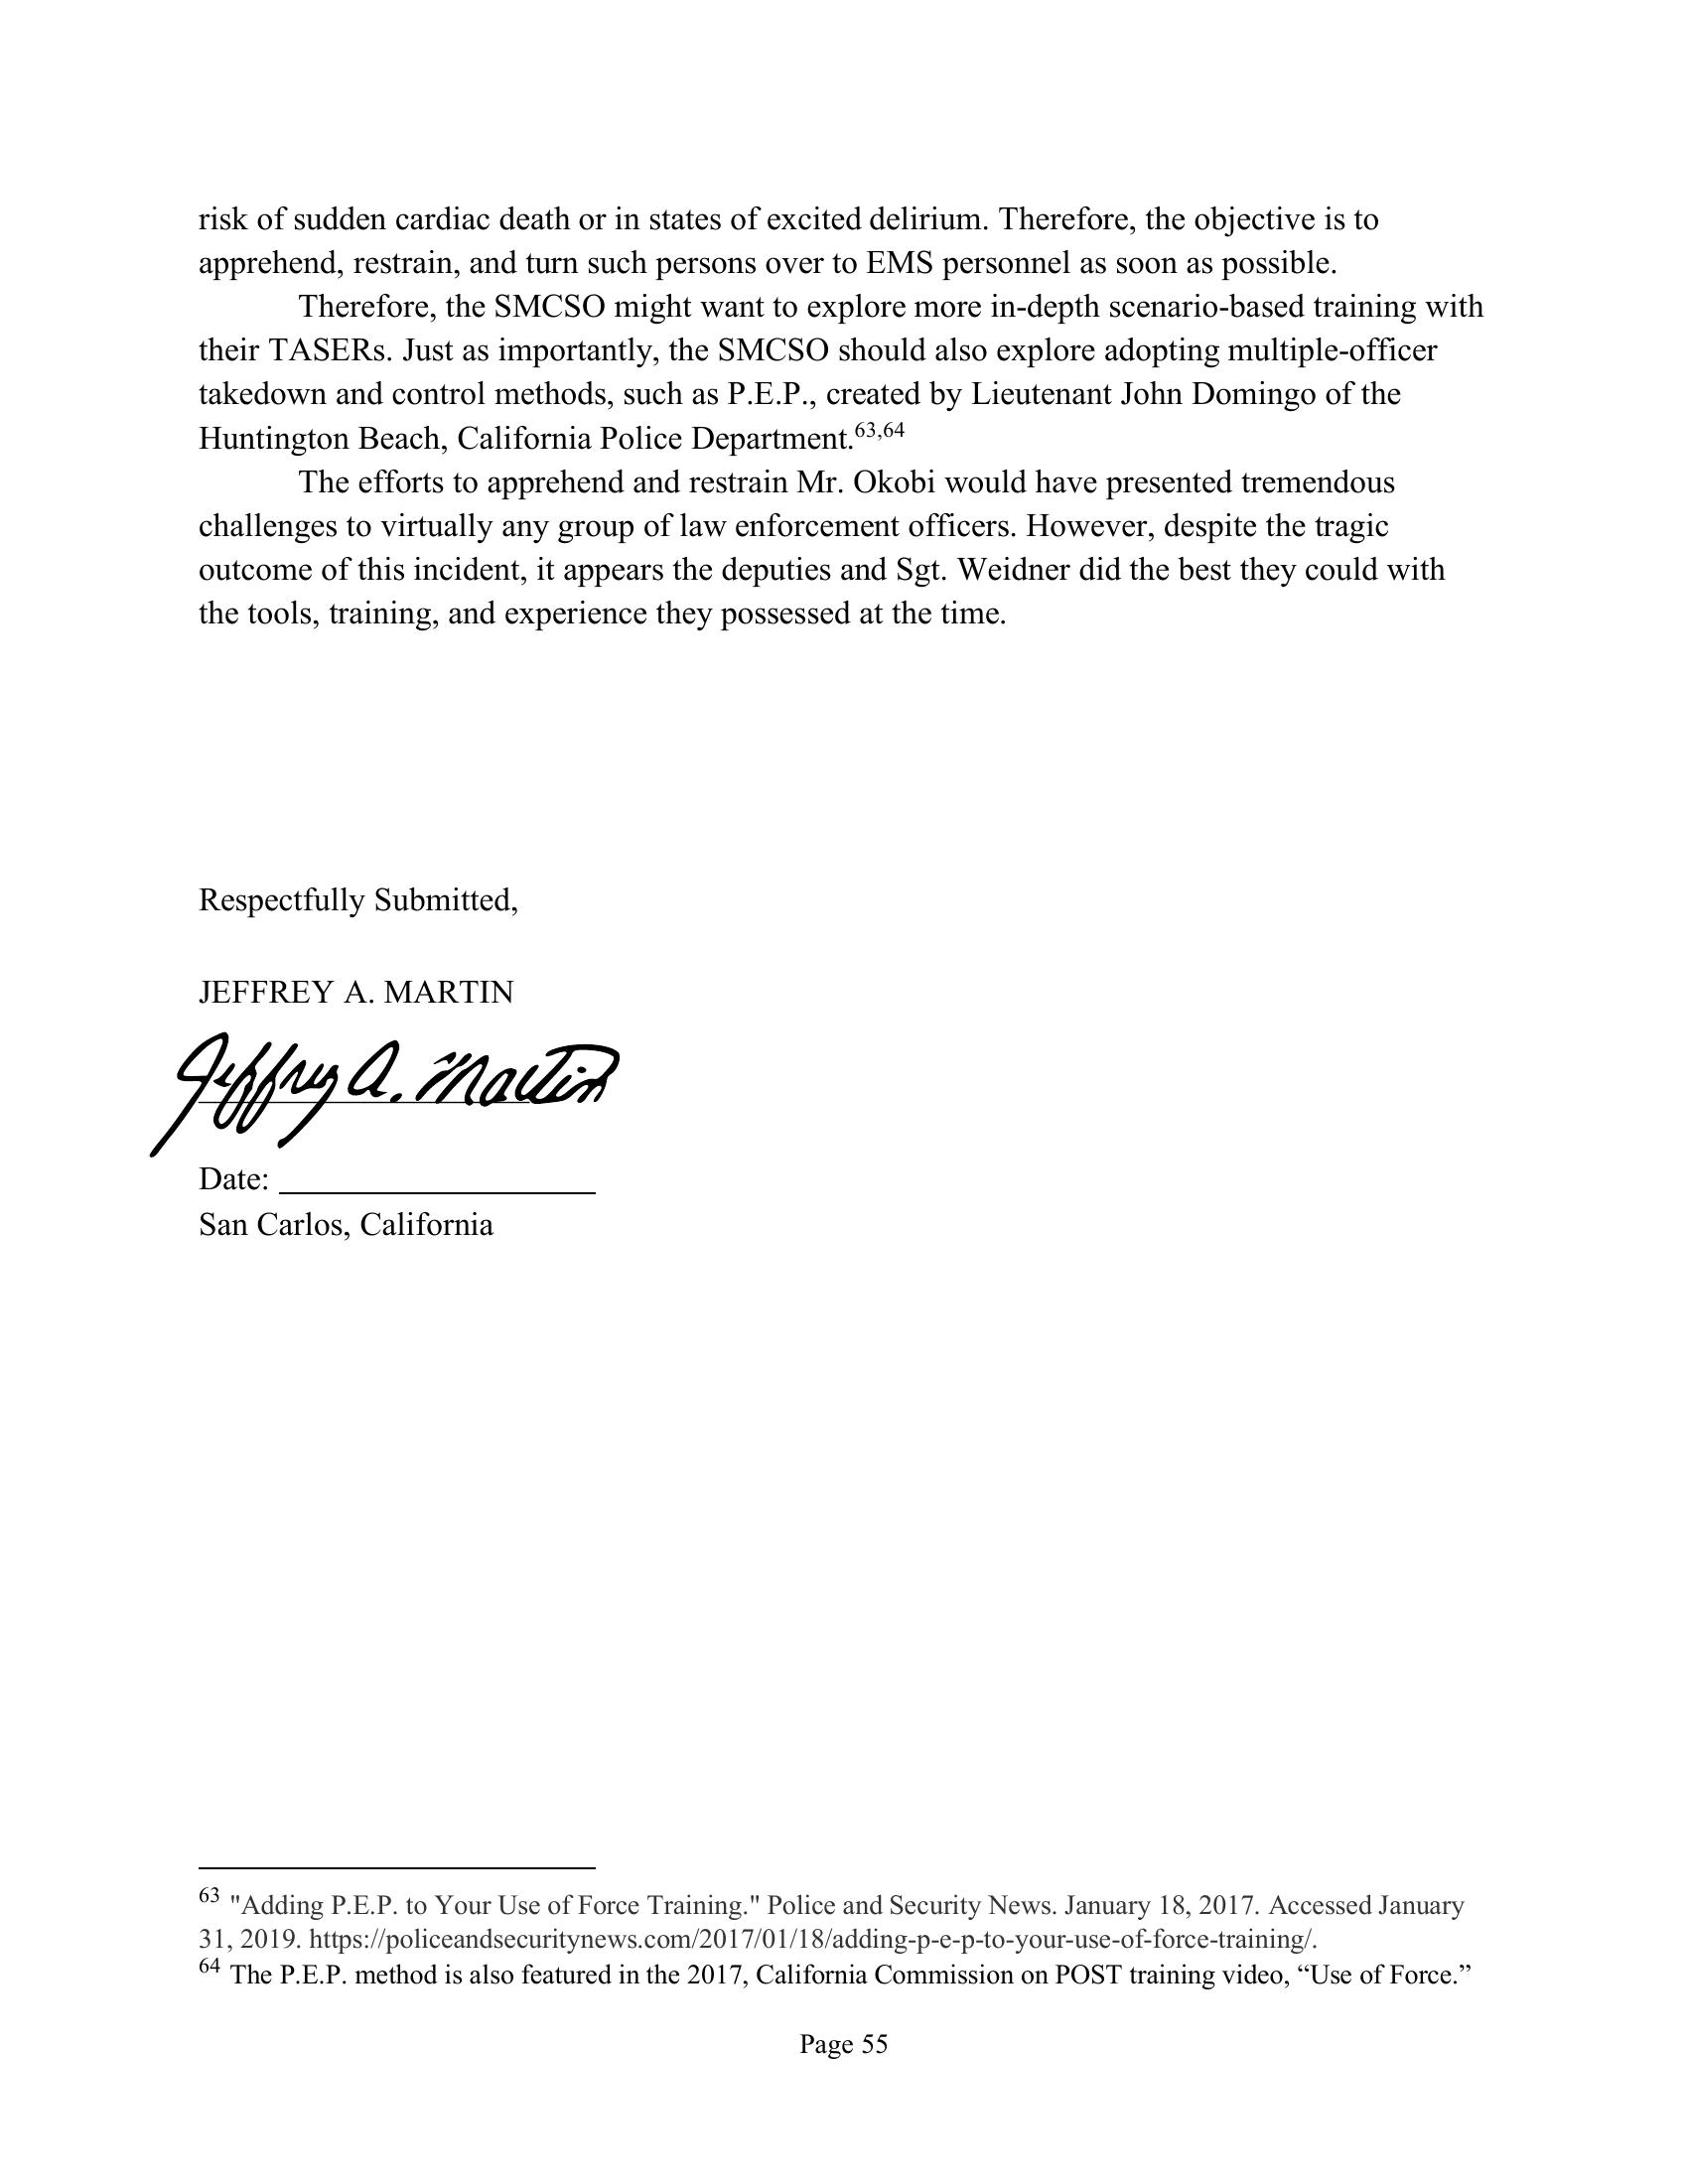 risk of sudden cardiac death or in states of excited delirium. Therefore, the objective is to
apprehend, restrain, and turn such persons over to EMS personnel as soon as possible.
Therefore, the SMCSO might want to explore more in-depth scenario-based training with
their TASERs. Just as importantly, the SMCSO should also explore adopting multiple-officer
takedown and control methods, such as P.E.P., created by Lieutenant John Domingo of the
Huntington Beach, California Police Department.63,64
The efforts to apprehend and restrain Mr. Okobi would have presented tremendous
challenges to virtually any group of law enforcement officers. However, despite the tragic
outcome of this incident, it appears the deputies and Sgt. Weidner did the best they could with
the tools, training, and experience they possessed at the time.
Respectfully Submitted,
JEFFREY A. MARTIN
Jeffrey A. Martin
Date:
San Carlos, California
63 "Adding P.E.P. to Your Use of Force Training." Police and Security News. January 18, 2017. Accessed January
31, 2019. https://policeandsecuritynews.com/2017/01/18/adding-p-e-p-to-your-use-of-force-training/.
64 The P.E.P. method is also featured in the 2017, California Commission on POST training video, “Use of Force.”
Page 55